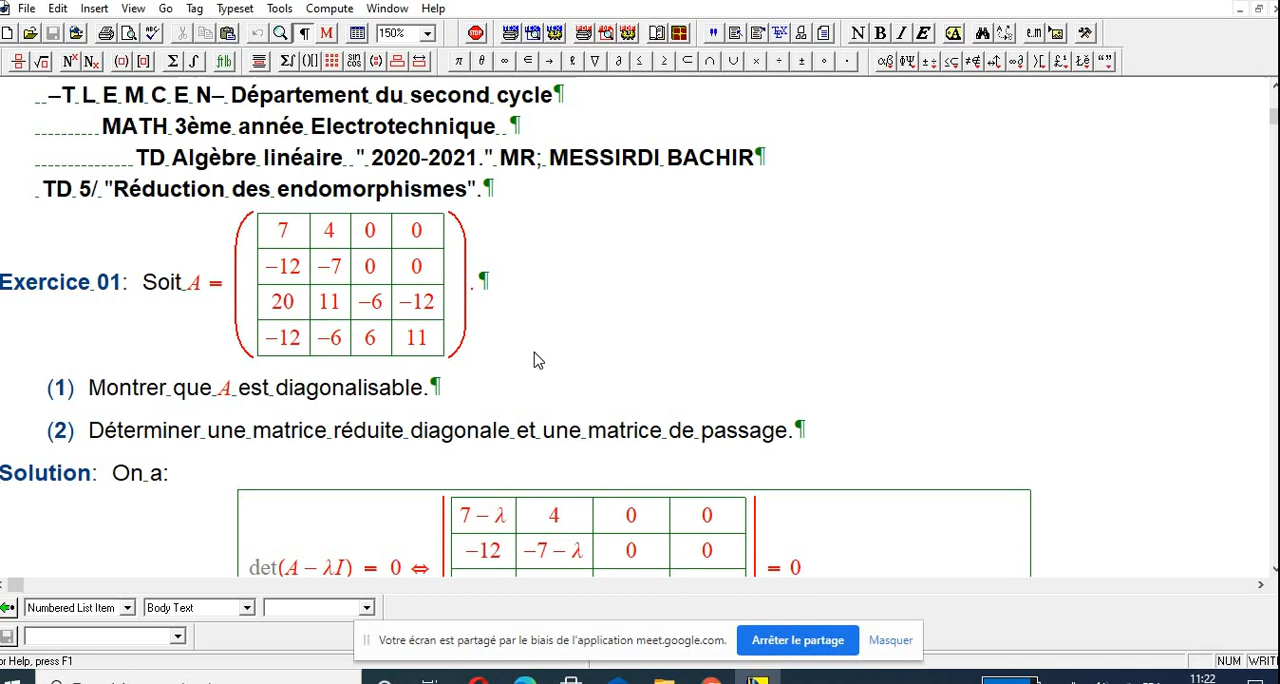 File Edit Insert View Go Tag Typeset Tools Compute Window Help
150%
–T L E M C E N– Département du second cycle¶
MATH 3ème année Electrotechnique ¶
TD Algèbre linéaire " 2020-2021." MR; MESSIRDI BACHIR¶
TD 5/ "Réduction des endomorphismes".¶
7 4 0 0
−12 −7 0 0
Exercice 01: Soit A = . ¶
20 11 −6 −12
−12 −6 6 11
(1) Montrer que A est diagonalisable.¶
(2) Déterminer une matrice réduite diagonale et une matrice de passage.¶
Solution: On a:
7 − λ 4 0 0
−12 −7 − λ 0 0
det(A − λI) = 0 ⇔ = 0
Numbered List Item Body Text
Votre écran est partagé par le biais de l'application meet.google.com. Arrêter le partage Masquer
or Help, press F1 NUM WRIT
11:22